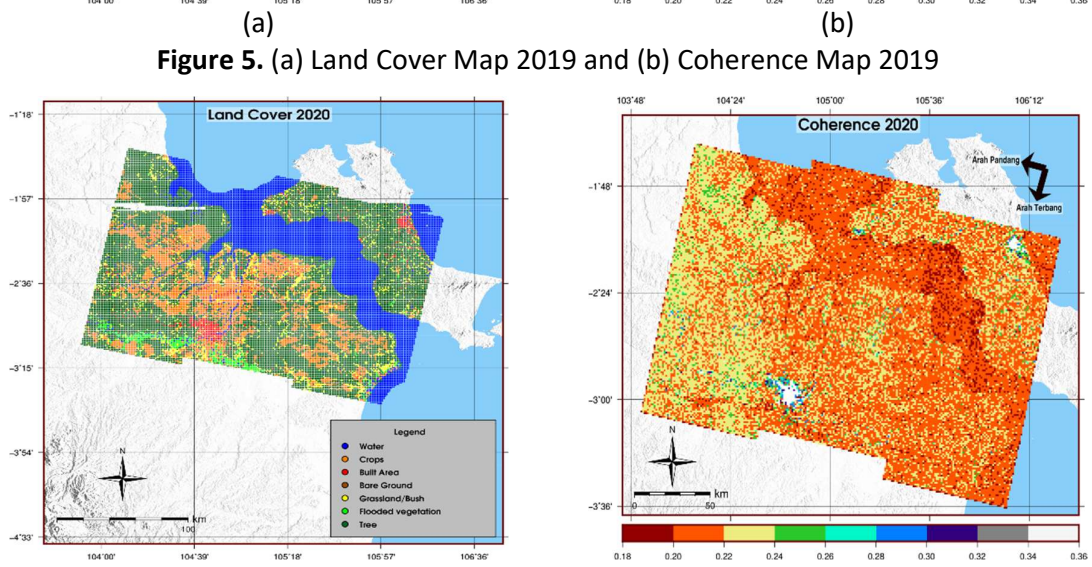 104°00' 104°39' 105°18' 105°57' 106°36' 0.18 0.20 0.22 0.24 0.26 0.28 0.30 0.32 0.34 0.36
(a) (b)
Figure 5. (a) Land Cover Map 2019 and (b) Coherence Map 2019
Land Cover 2020
-1°18'
-1°57'
-2°36'
-3°15'
-3°54'
-4°33'
N
km
0 100
Legend
Water
Crops
Built Area
Bare Ground
Grassland/Bush
Flooded vegetation
Tree
104°00' 104°39' 105°18' 105°57' 106°36'
103°48' 104°24' 105°00' 105°36' 106°12'
Coherence 2020
Arah Pandang
Arah Terbang
-1°48'
-2°24'
-3°00'
-3°36'
N
km
0 50
0.18 0.20 0.22 0.24 0.26 0.28 0.30 0.32 0.34 0.36